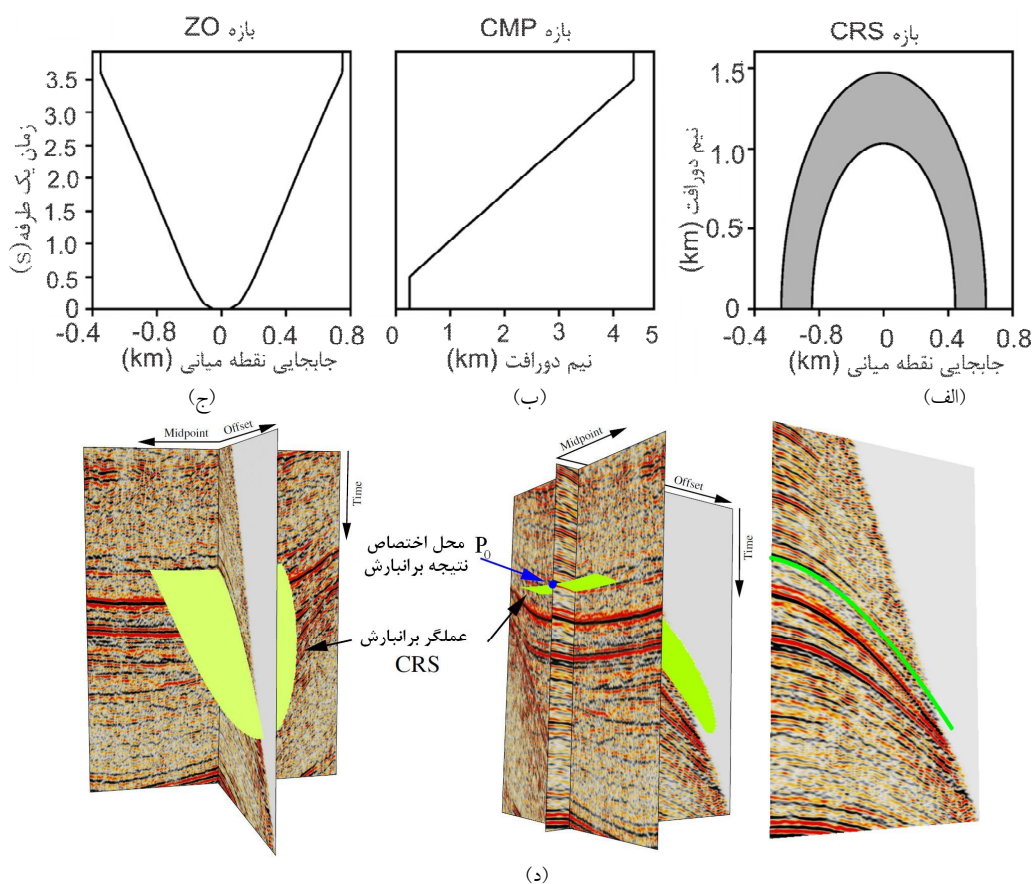 بازه ZO
3.5
3.0
2.5
2.0
1.5
1.0
0.5
0
زمان یک طرفه(s)
-0.4
-0.8
0
0.4
0.8
جابجایی نقطه میانی (km)
(ج)
بازه CMP
0
1
2
3
4
5
نیم دورافت (km)
(ب)
بازه CRS
1.5
1.0
0.5
0
نیم دورافت (km)
-0.4
-0.8
0
0.4
0.8
جابجایی نقطه میانی (km)
(الف)
Midpoint
Offset
Time
Midpoint
Offset
Time
محل اختصاص P0
نتیجه برانبارش
عملگر برانبارش
CRS
(د)